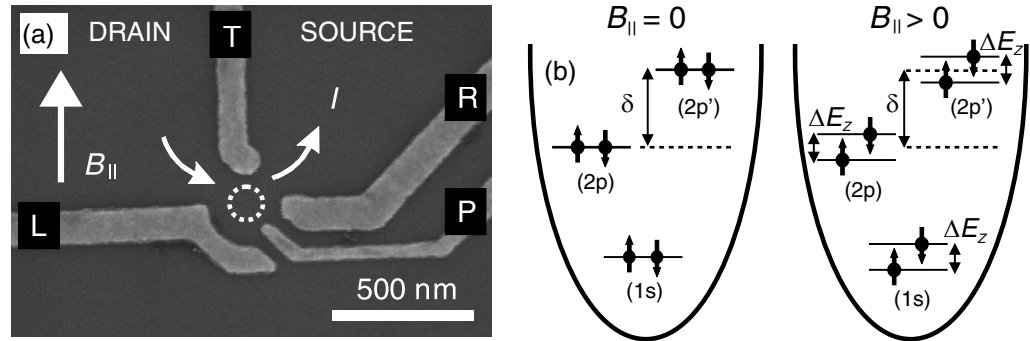 (a)
DRAIN
T
SOURCE
I
R
B||
P
L
500 nm
B|| = 0
(b)
δ
(2p')
(2p)
(1s)
B|| > 0
ΔEz
δ
(2p')
ΔEz
(2p)
ΔEz
(1s)